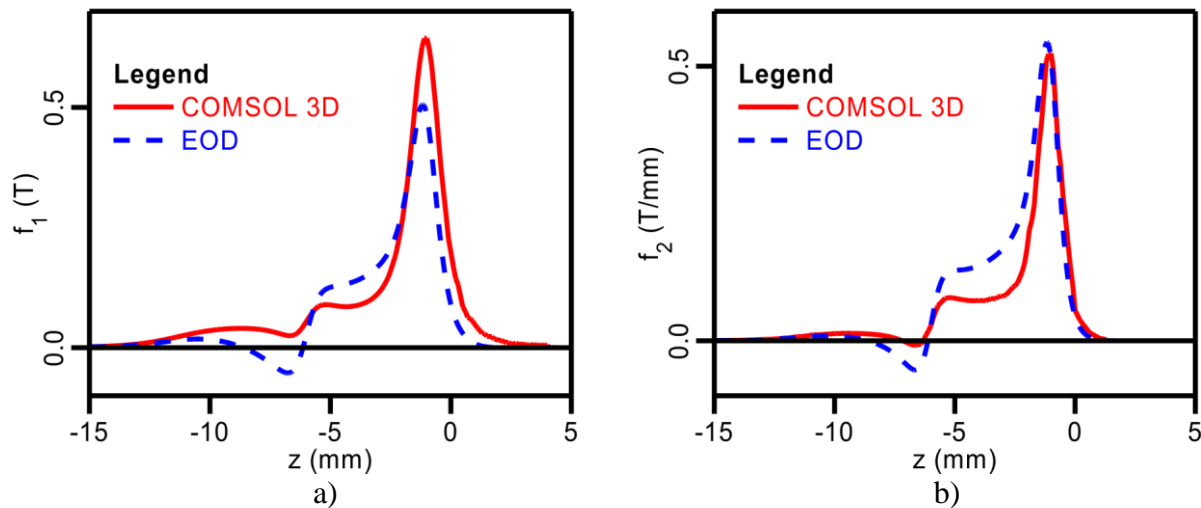 Legend
COMSOL 3D
EOD
0.5
0.0
f1 (T)
-15 -10 -5 0 5
z (mm)
a)
Legend
COMSOL 3D
EOD
0.5
0.0
f2 (T/mm)
-15 -10 -5 0 5
z (mm)
b)